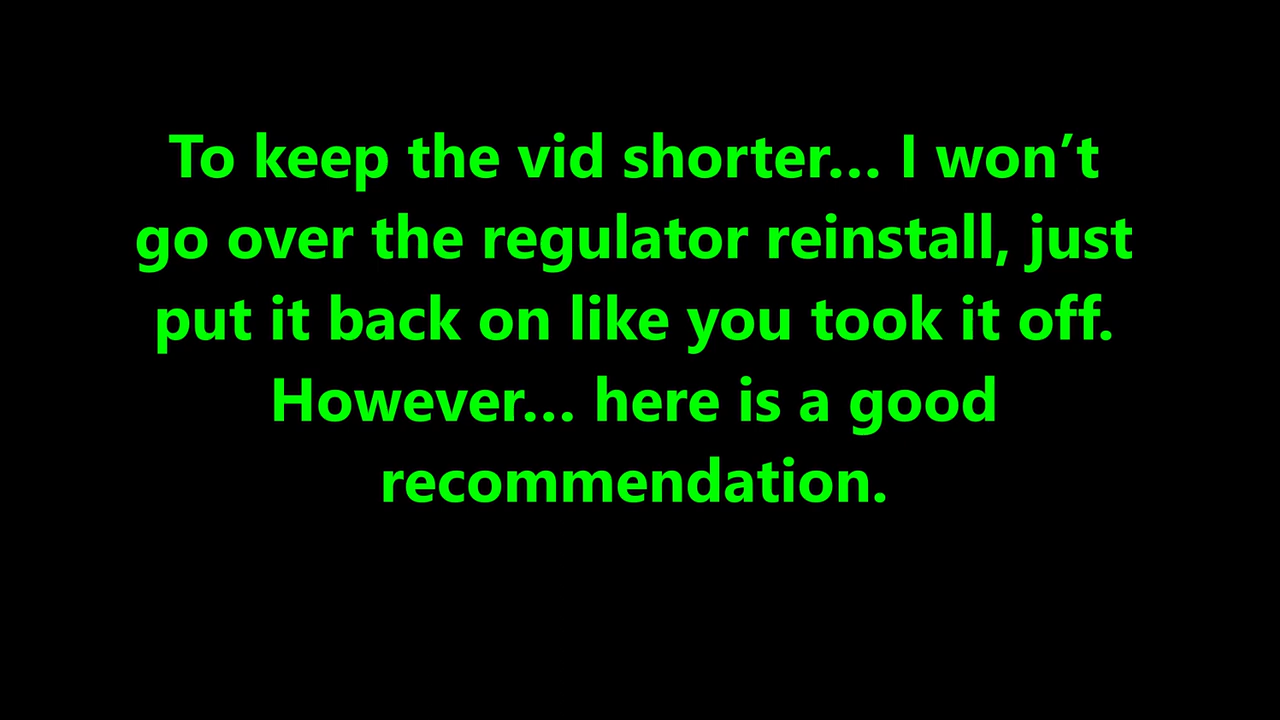 To keep the vid shorter... I won’t
go over the regulator reinstall, just
put it back on like you took it off.
However... here is a good
recommendation.